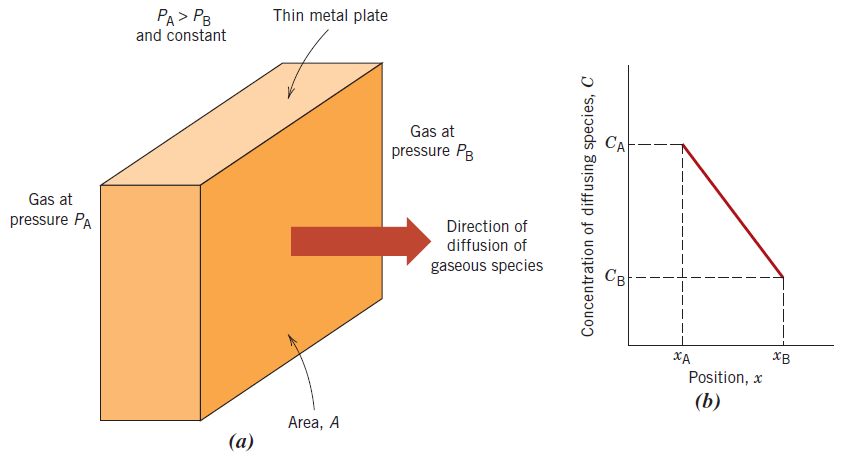 PA > PB
and constant
Thin metal plate
Gas at
pressure PB
Gas at
pressure PA
Direction of
diffusion of
gaseous species
Area, A
(a)
Concentration of diffusing species, C
CA
CB
xA
xB
Position, x
(b)